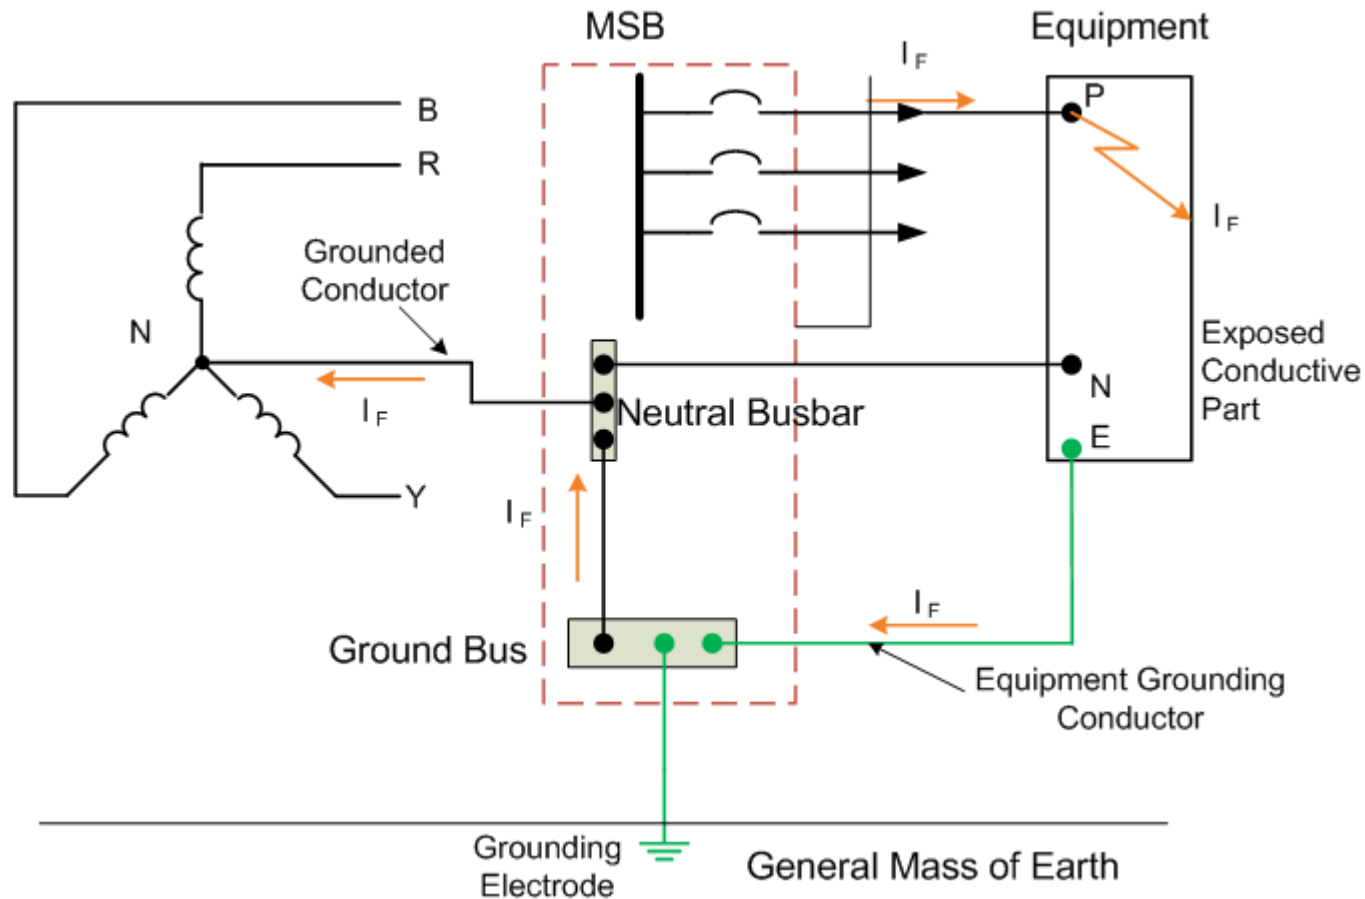 MSB
Equipment
I F
B
P
R
I F
Grounded
Conductor
N
Exposed
Conductive
Part
N
I F
Neutral Busbar
E
Y
I F
I F
Ground Bus
Equipment Grounding
Conductor
Grounding
Electrode
General Mass of Earth